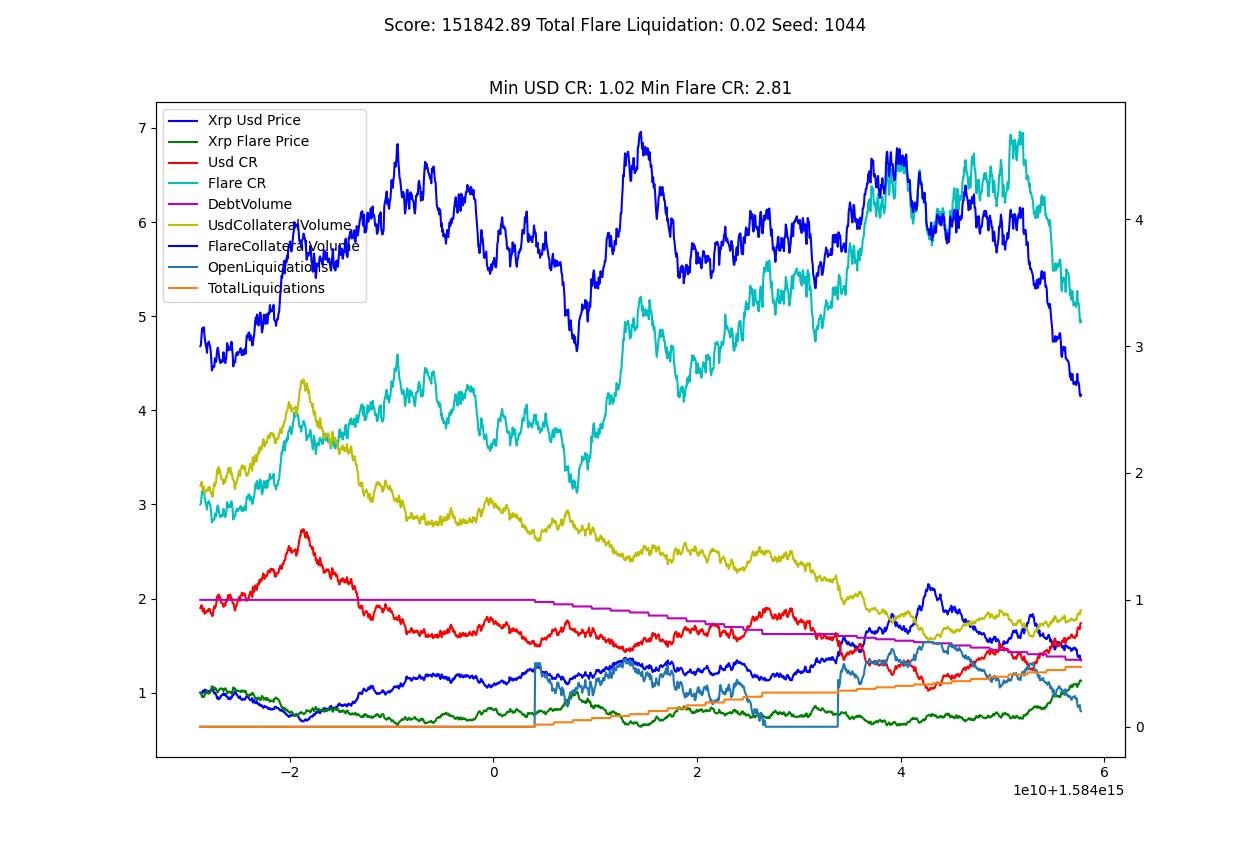 Score: 151842.89 Total Flare Liquidation: 0.02 Seed: 1044
Min USD CR: 1.02 Min Flare CR: 2.81
Xrp Usd Price
Xrp Flare Price
Usd CR
Flare CR
DebtVolume
UsdCollateralVolume
FlareCollateralVolume
OpenLiquidations
TotalLiquidations
7
6
5
4
3
2
1
4
3
2
1
0
−2
0
2
4
6
1e10+1.584e15